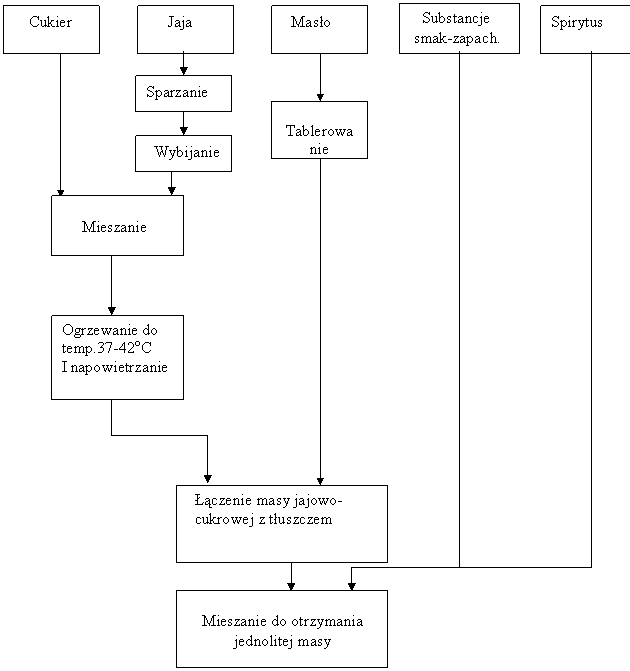 Cukier
Jaja
Masło
Substancje
smak-zapach.
Spirytus
Sparzanie
Tablerowa
nie
Wybijanie
Mieszanie
Ogrzewanie do
temp.37-42°C
I napowietrzanie
Łączenie masy jajowo-
cukrowej z tłuszczem
Mieszanie do otrzymania
jednolitej masy